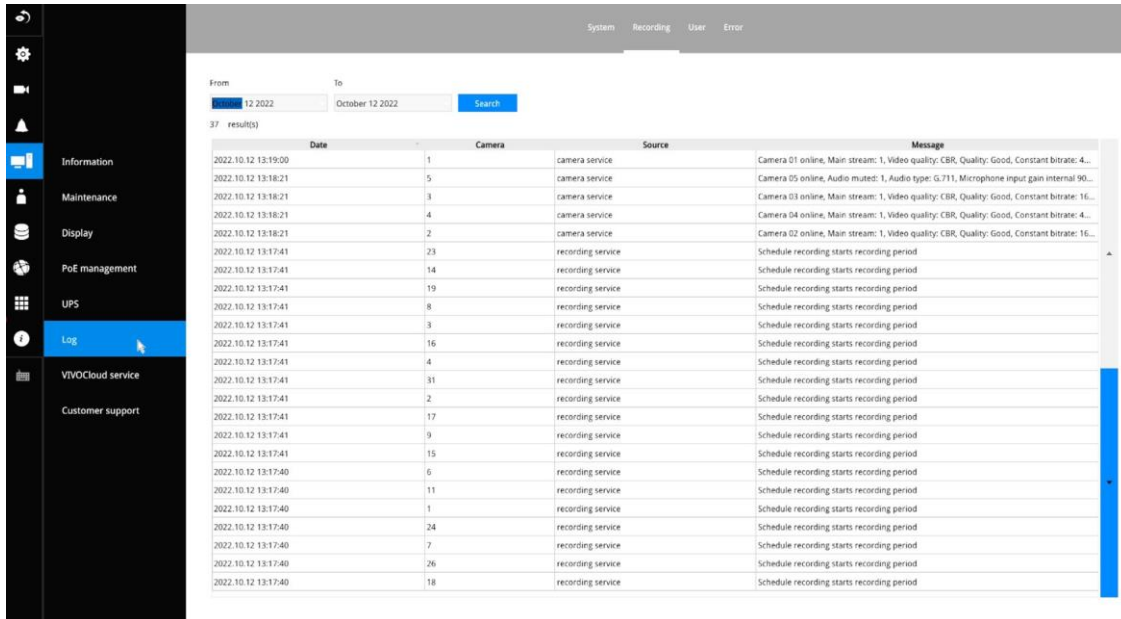 System Recording User Error
From To
October 12 2022 October 12 2022 Search
37 result(s)
Information
Maintenance
Display
PoE management
UPS
Log
VIVOCloud service
Customer support
Date Camera Source Message
2022.10.12 13:19:00 1 camera service Camera 01 online, Main stream: 1, Video quality: CBR, Quality: Good, Constant bitrate: 4...
2022.10.12 13:18:21 5 camera service Camera 05 online, Audio muted: 1, Audio type: G.711, Microphone input gain internal 90...
2022.10.12 13:18:21 3 camera service Camera 03 online, Main stream: 1, Video quality: CBR, Quality: Good, Constant bitrate: 16...
2022.10.12 13:18:21 4 camera service Camera 04 online, Main stream: 1, Video quality: CBR, Quality: Good, Constant bitrate: 4...
2022.10.12 13:18:21 2 camera service Camera 02 online, Main stream: 1, Video quality: CBR, Quality: Good, Constant bitrate: 16...
2022.10.12 13:17:41 23 recording service Schedule recording starts recording period
2022.10.12 13:17:41 14 recording service Schedule recording starts recording period
2022.10.12 13:17:41 19 recording service Schedule recording starts recording period
2022.10.12 13:17:41 8 recording service Schedule recording starts recording period
2022.10.12 13:17:41 3 recording service Schedule recording starts recording period
2022.10.12 13:17:41 16 recording service Schedule recording starts recording period
2022.10.12 13:17:41 4 recording service Schedule recording starts recording period
2022.10.12 13:17:41 31 recording service Schedule recording starts recording period
2022.10.12 13:17:41 2 recording service Schedule recording starts recording period
2022.10.12 13:17:41 17 recording service Schedule recording starts recording period
2022.10.12 13:17:41 9 recording service Schedule recording starts recording period
2022.10.12 13:17:41 15 recording service Schedule recording starts recording period
2022.10.12 13:17:40 6 recording service Schedule recording starts recording period
2022.10.12 13:17:40 11 recording service Schedule recording starts recording period
2022.10.12 13:17:40 1 recording service Schedule recording starts recording period
2022.10.12 13:17:40 24 recording service Schedule recording starts recording period
2022.10.12 13:17:40 7 recording service Schedule recording starts recording period
2022.10.12 13:17:40 26 recording service Schedule recording starts recording period
2022.10.12 13:17:40 18 recording service Schedule recording starts recording period